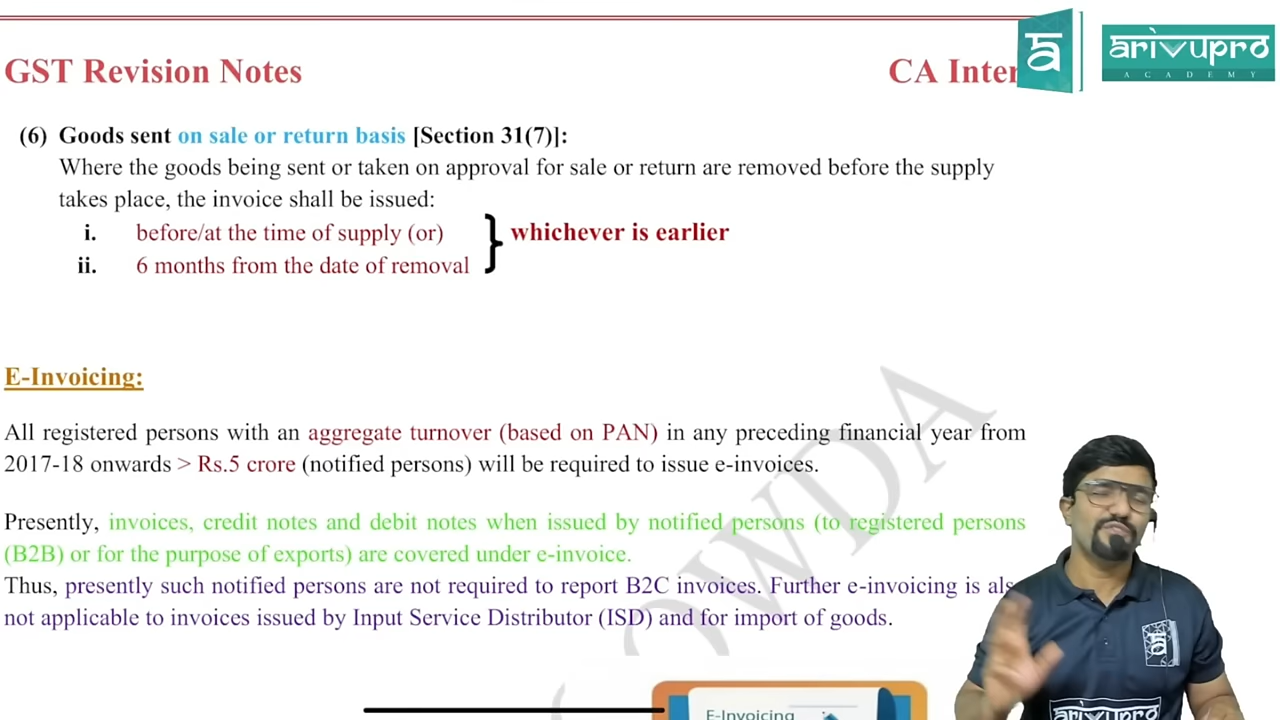 GST Revision Notes
CA Inter
arivupro
ACADEMY
(6) Goods sent on sale or return basis [Section 31(7)]:
Where the goods being sent or taken on approval for sale or return are removed before the supply
takes place, the invoice shall be issued:
i. before/at the time of supply (or)
whichever is earlier
ii. 6 months from the date of removal
E-Invoicing:
All registered persons with an aggregate turnover (based on PAN) in any preceding financial year from
2017-18 onwards > Rs.5 crore (notified persons) will be required to issue e-invoices.
Presently, invoices, credit notes and debit notes when issued by notified persons (to registered persons
(B2B) or for the purpose of exports) are covered under e-invoice.
Thus, presently such notified persons are not required to report B2C invoices. Further e-invoicing is als
not applicable to invoices issued by Input Service Distributor (ISD) and for import of goods.
OWDA
E-Invoicing
arivupro